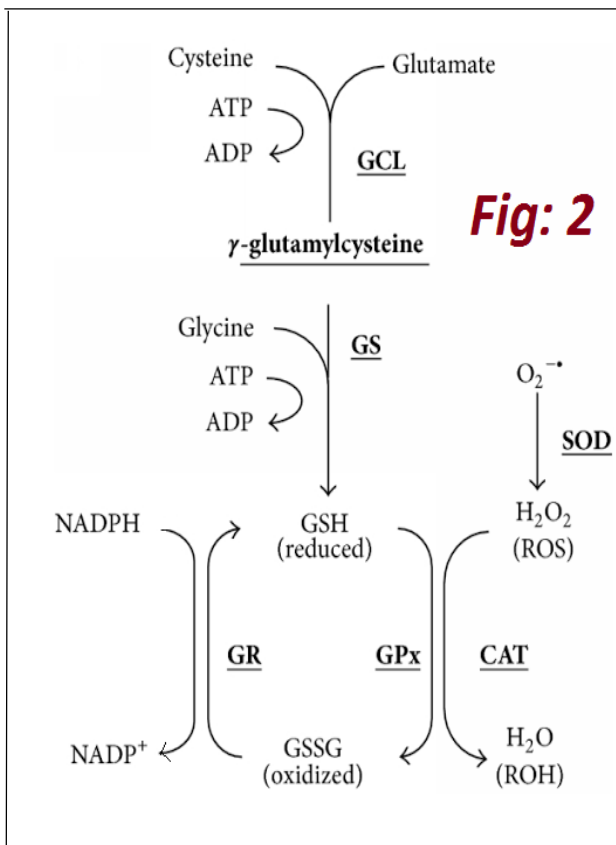 Cysteine
Glutamate
ATP
ADP
GCL
Fig: 2
γ-glutamylcysteine
Glycine
GS
ATP
O₂⁻•
ADP
SOD
NADPH
GSH
(reduced)
H₂O₂
(ROS)
GR
GPx
CAT
NADP⁺
GSSG
(oxidized)
H₂O
(ROH)